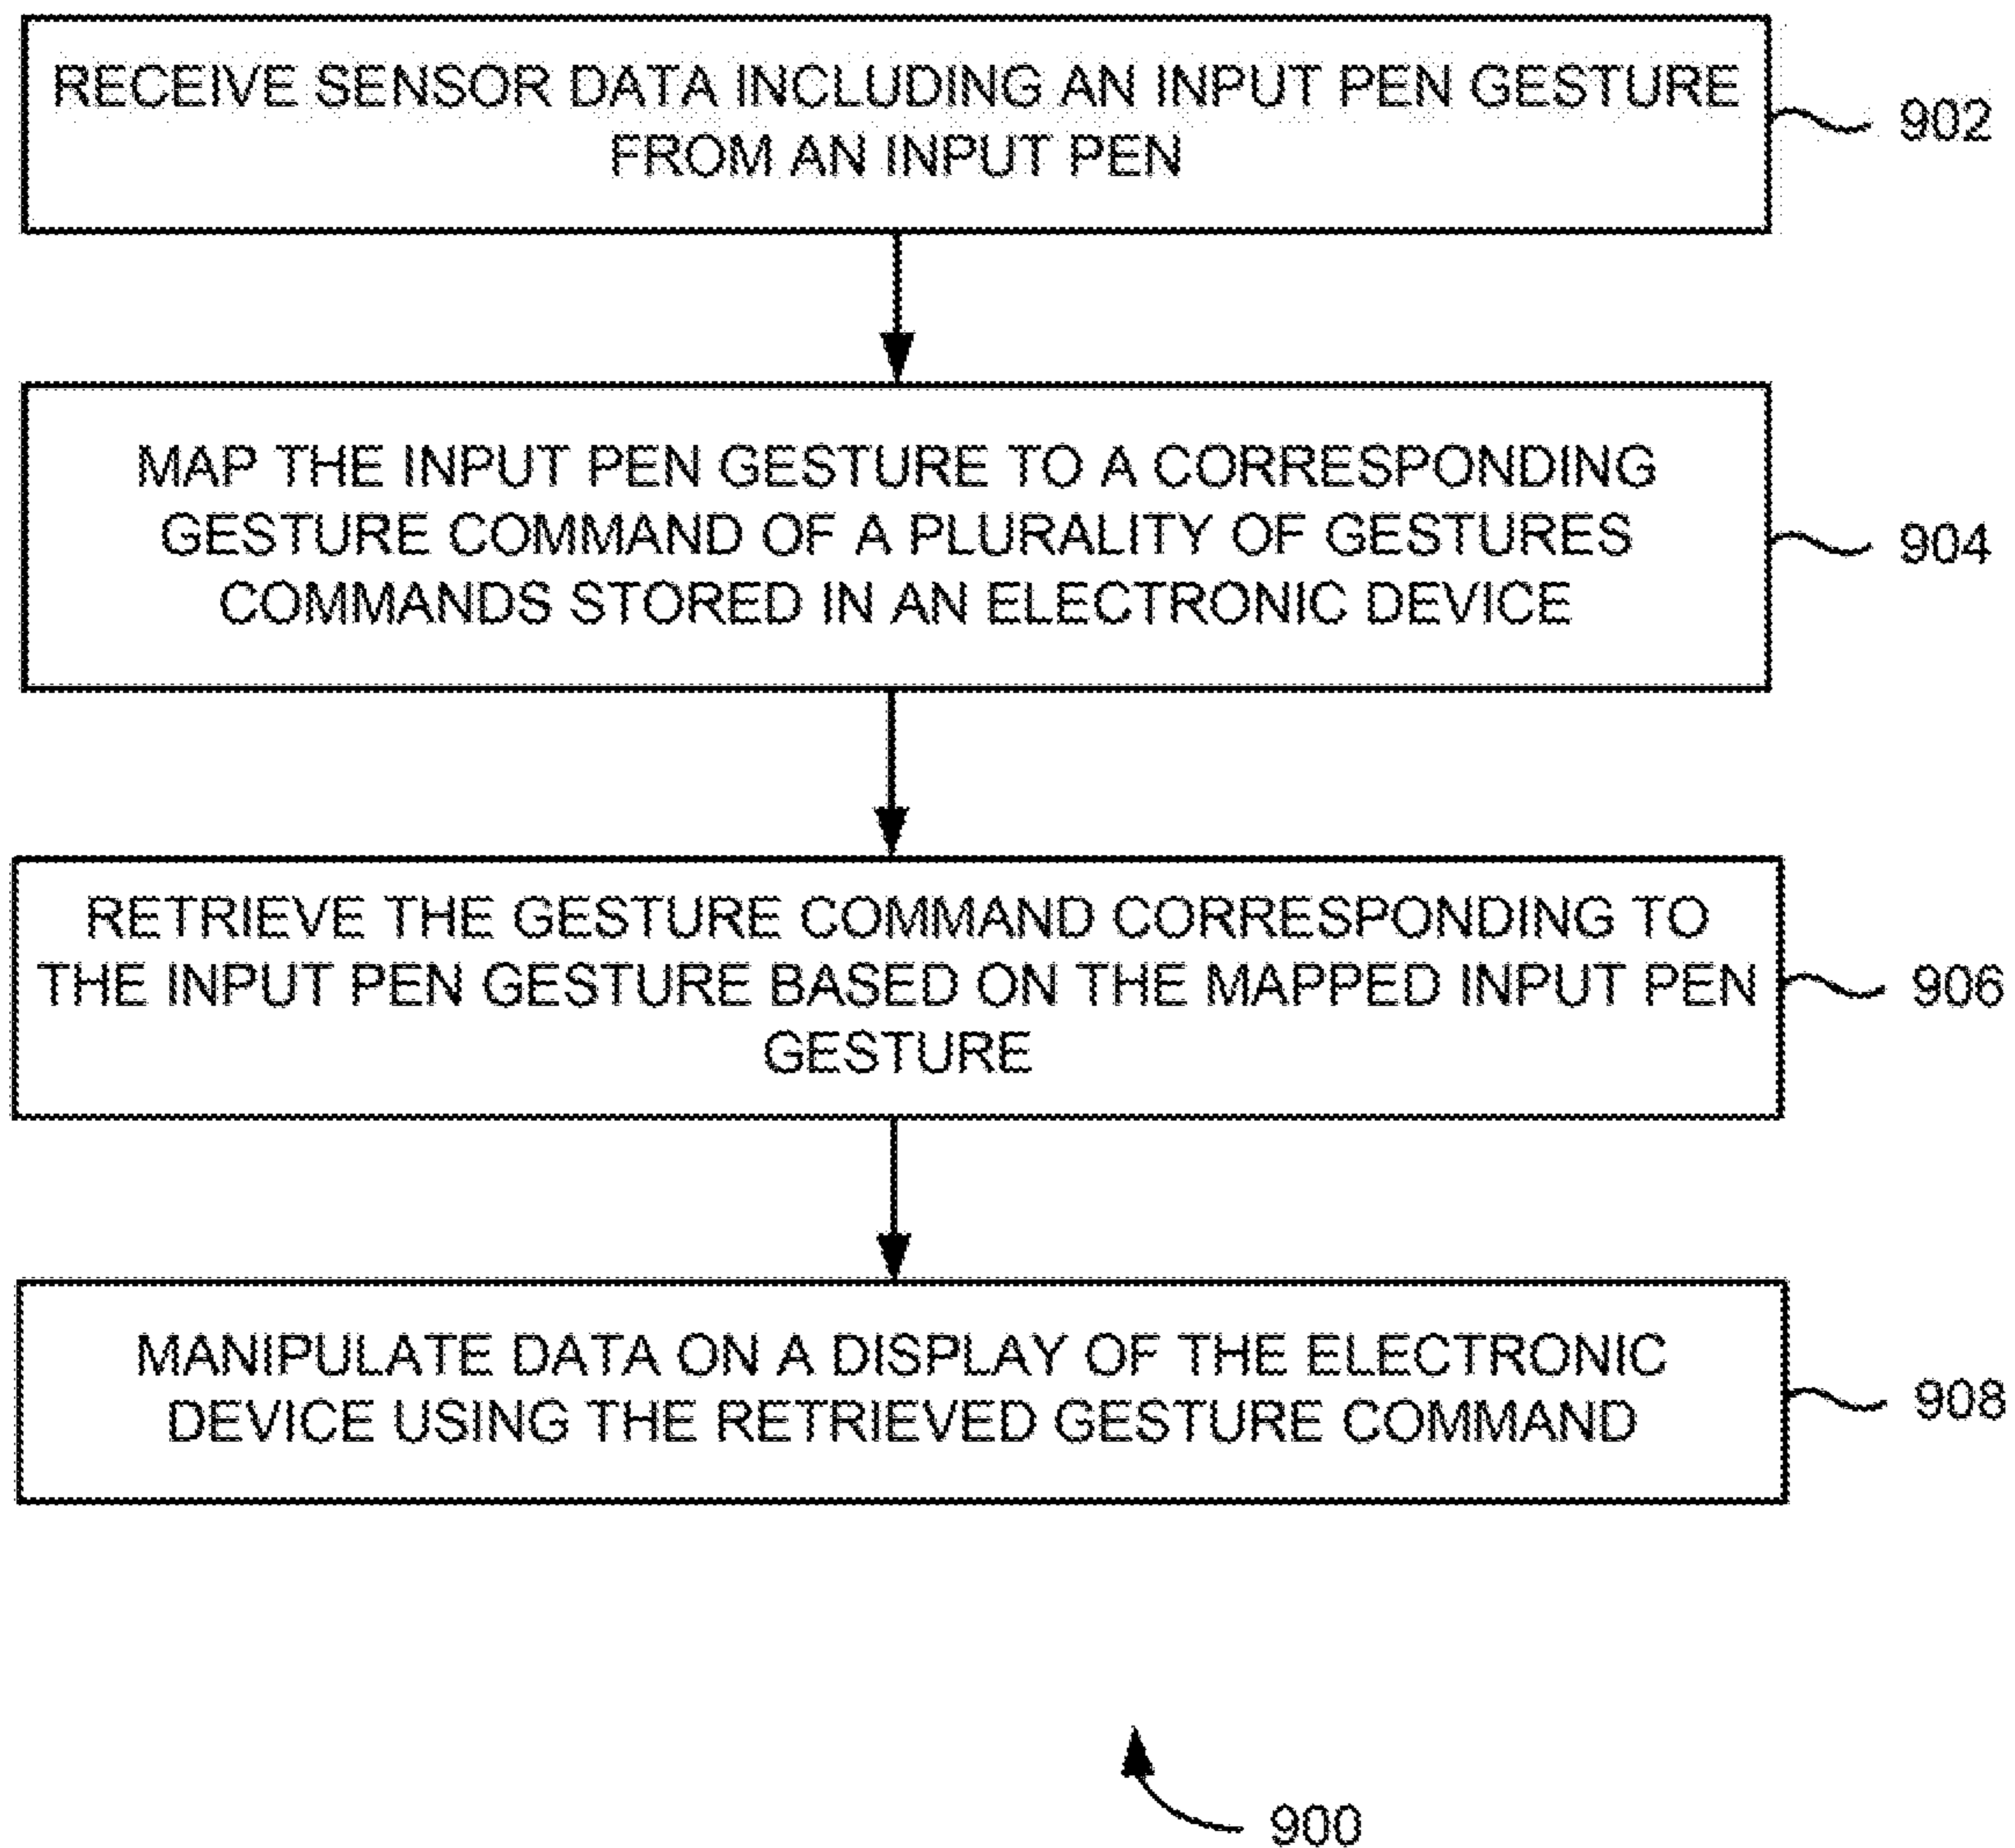 RECEIVE SENSOR DATA INCLUDING AN INPUT PEN GESTURE
FROM AN INPUT PEN
902
MAP THE INPUT PEN GESTURE TO A CORRESPONDING
GESTURE COMMAND OF A PLURALITY OF GESTURES
COMMANDS STORED IN AN ELECTRONIC DEVICE
904
RETRIEVE THE GESTURE COMMAND CORRESPONDING TO
THE INPUT PEN GESTURE BASED ON THE MAPPED INPUT PEN
GESTURE
906
MANIPULATE DATA ON A DISPLAY OF THE ELECTRONIC
DEVICE USING THE RETRIEVED GESTURE COMMAND
908
900